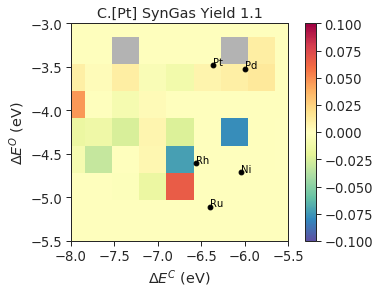 C.[Pt] SynGas Yield 1.1
−3.0
−3.5
−4.0
−4.5
−5.0
−5.5
ΔE^O (eV)
Pt
Pd
Rh
Ni
Ru
−8.0 −7.5 −7.0 −6.5 −6.0 −5.5
ΔE^C (eV)
0.100
0.075
0.050
0.025
0.000
−0.025
−0.050
−0.075
−0.100